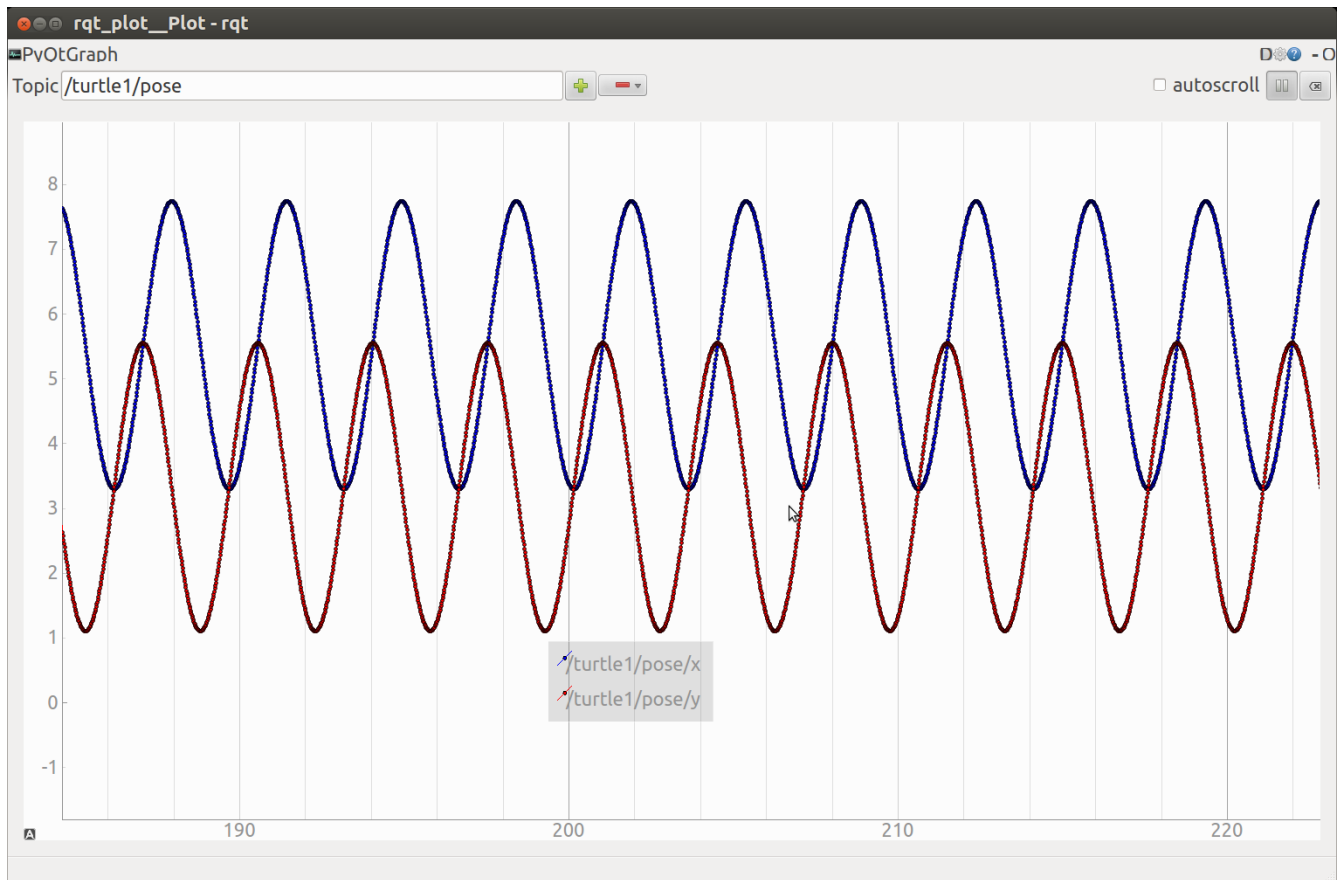 rqt_plot__Plot - rqt
PyQtGraph
D - O
Topic /turtle1/pose
autoscroll
8
7
6
5
4
3
2
1
0
-1
/turtle1/pose/x
/turtle1/pose/y
A
190 200 210 220